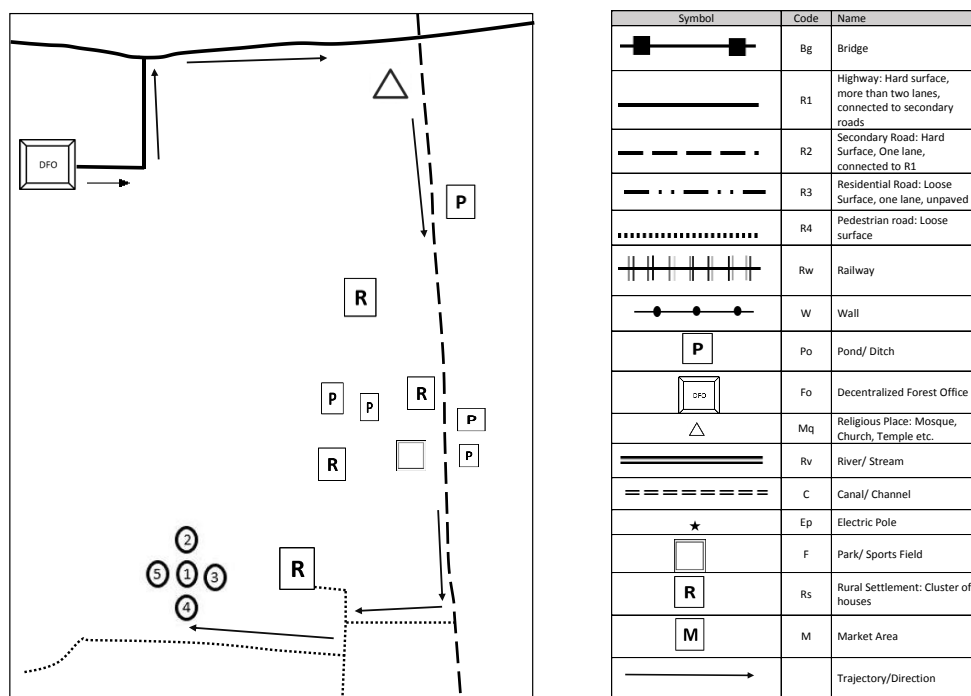 DFO
P
R
R
P
P
P
R
P
2
5
1
3
R
4
Symbol Code Name
Bg Bridge
R1 Highway: Hard surface,
more than two lanes,
connected to secondary
roads
R2 Secondary Road: Hard
Surface, One lane,
connected to R1
R3 Residential Road: Loose
Surface, one lane, unpaved
R4 Pedestrian road: Loose
surface
Rw Railway
W Wall
P Po Pond/ Ditch
DFO Fo Decentralized Forest Office
Mq Religious Place: Mosque,
Church, Temple etc.
Rv River/ Stream
C Canal/ Channel
Ep Electric Pole
F Park/ Sports Field
R Rs Rural Settlement: Cluster of
houses
M M Market Area
Trajectory/Direction